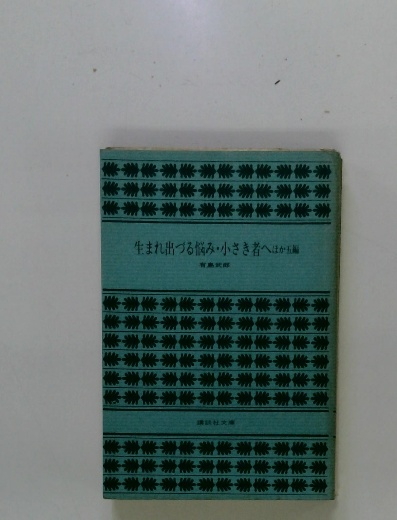 生まれ出づる悩み・小さき者へほか五編
有島武郎
講談社文庫